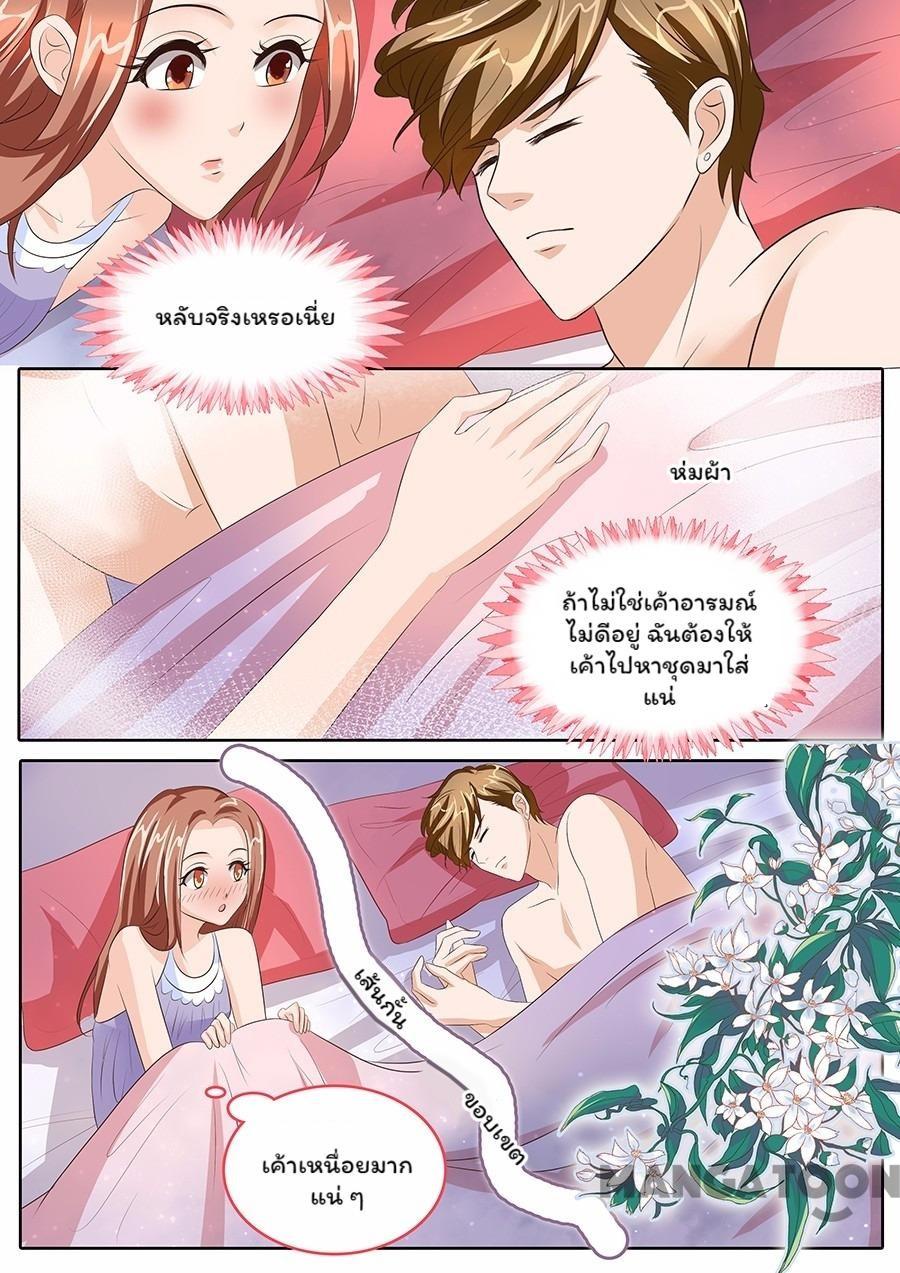 หลับจริงเหรอเนี่ย
ห่มผ้า
ถ้าไม่ใช่เค้าอารมณ์
ไม่ดีอยู่ ฉันต้องให้
เค้าไปหาชุดมาใส่
แน่
เส้นกั้น
ขอบเขต
เค้าเหนื่อยมาก
แน่ ๆ
MANGATOON